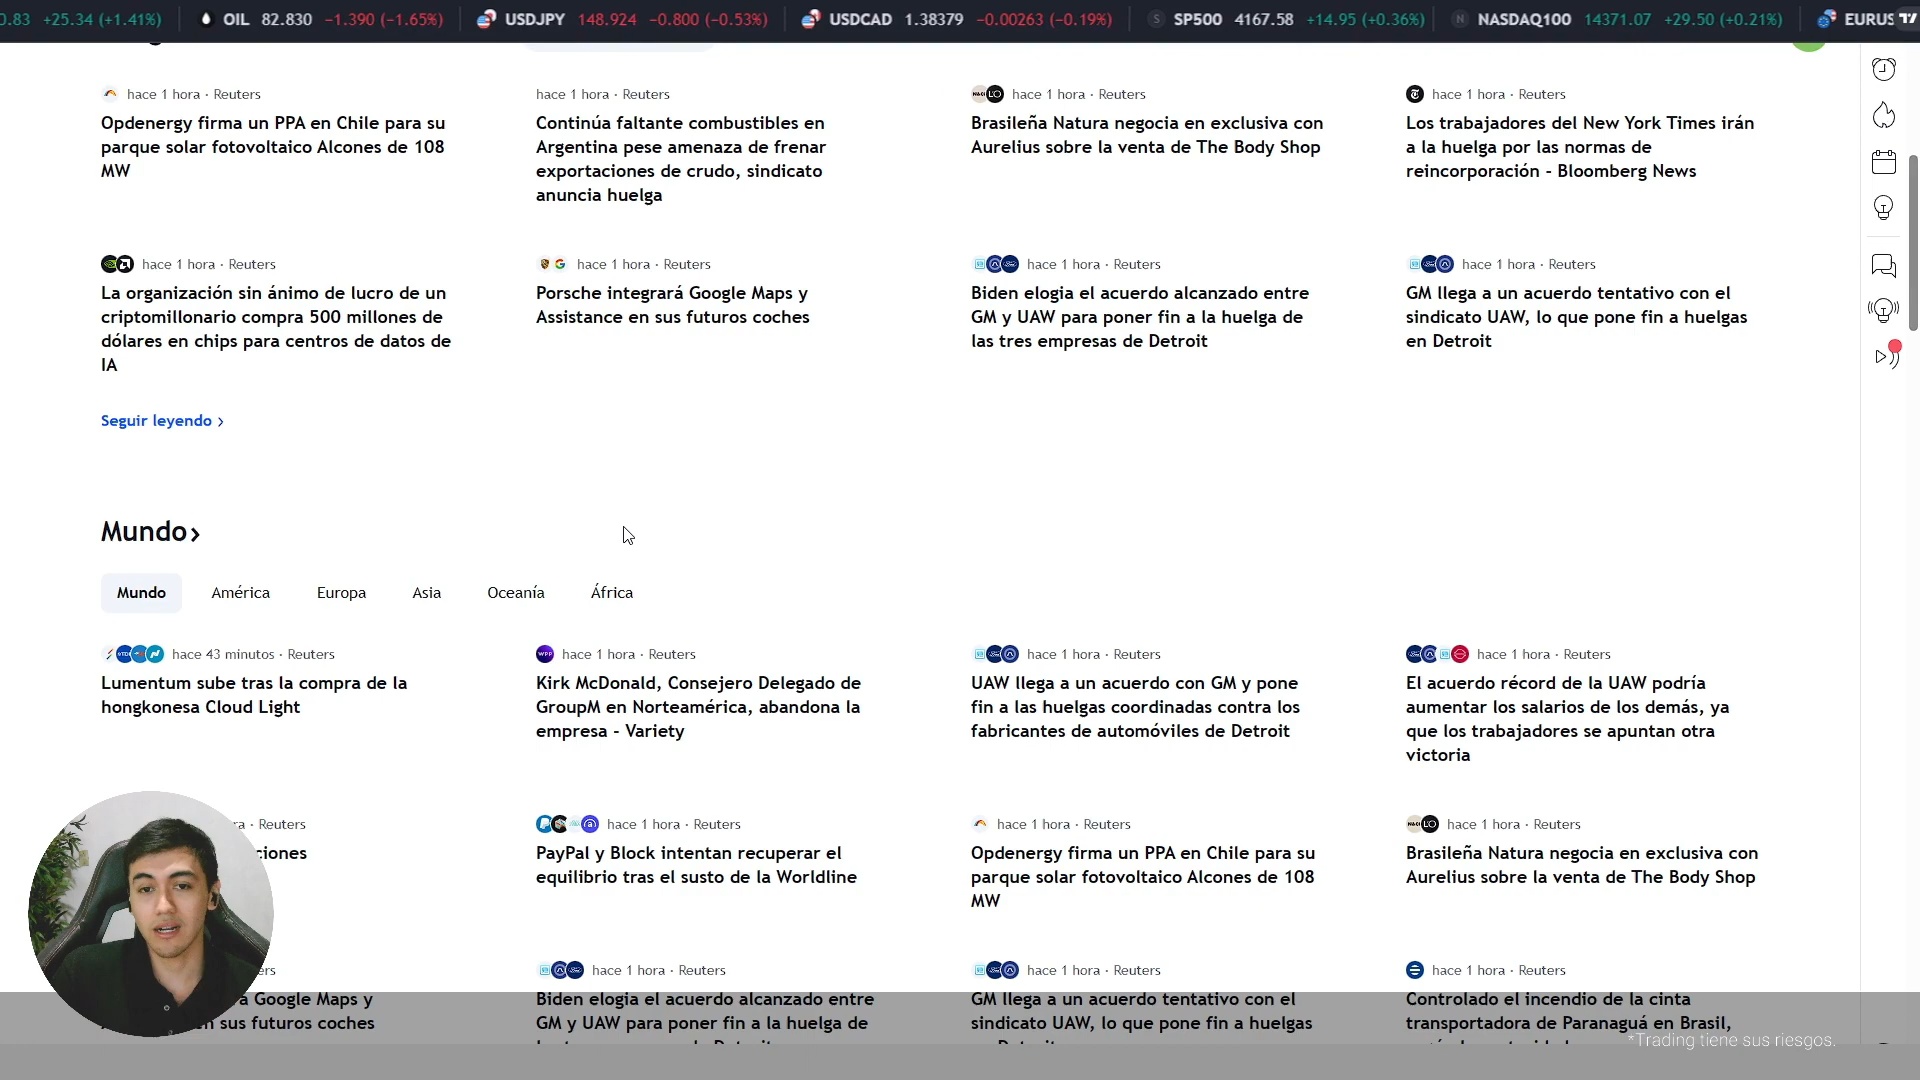 0.83 +25.34 (+1.41%) OIL 82.830 −1.390 (−1.65%) USDJPY 148.924 −0.800 (−0.53%) USDCAD 1.38379 −0.00263 (−0.19%) S SP500 4167.58 +14.95 (+0.36%) N NASDAQ100 14371.07 +29.50 (+0.21%) EURUS
hace 1 hora · Reuters
Opdenergy firma un PPA en Chile para su
parque solar fotovoltaico Alcones de 108
MW
hace 1 hora · Reuters
Continúa faltante combustibles en
Argentina pese amenaza de frenar
exportaciones de crudo, sindicato
anuncia huelga
hace 1 hora · Reuters
Brasileña Natura negocia en exclusiva con
Aurelius sobre la venta de The Body Shop
hace 1 hora · Reuters
Los trabajadores del New York Times irán
a la huelga por las normas de
reincorporación - Bloomberg News
hace 1 hora · Reuters
La organización sin ánimo de lucro de un
criptomillonario compra 500 millones de
dólares en chips para centros de datos de
IA
hace 1 hora · Reuters
Porsche integrará Google Maps y
Assistance en sus futuros coches
hace 1 hora · Reuters
Biden elogia el acuerdo alcanzado entre
GM y UAW para poner fin a la huelga de
las tres empresas de Detroit
hace 1 hora · Reuters
GM llega a un acuerdo tentativo con el
sindicato UAW, lo que pone fin a huelgas
en Detroit
Seguir leyendo ›
Mundo ›
Mundo América Europa Asia Oceanía África
hace 43 minutos · Reuters
Lumentum sube tras la compra de la
hongkonesa Cloud Light
WPP hace 1 hora · Reuters
Kirk McDonald, Consejero Delegado de
GroupM en Norteamérica, abandona la
empresa - Variety
hace 1 hora · Reuters
UAW llega a un acuerdo con GM y pone
fin a las huelgas coordinadas contra los
fabricantes de automóviles de Detroit
hace 1 hora · Reuters
El acuerdo récord de la UAW podría
aumentar los salarios de los demás, ya
que los trabajadores se apuntan otra
victoria
ra · Reuters
ciones
hace 1 hora · Reuters
PayPal y Block intentan recuperar el
equilibrio tras el susto de la Worldline
hace 1 hora · Reuters
Opdenergy firma un PPA en Chile para su
parque solar fotovoltaico Alcones de 108
MW
hace 1 hora · Reuters
Brasileña Natura negocia en exclusiva con
Aurelius sobre la venta de The Body Shop
ers
á Google Maps y
n sus futuros coches
hace 1 hora · Reuters
Biden elogia el acuerdo alcanzado entre
GM y UAW para poner fin a la huelga de
hace 1 hora · Reuters
GM llega a un acuerdo tentativo con el
sindicato UAW, lo que pone fin a huelgas
hace 1 hora · Reuters
Controlado el incendio de la cinta
transportadora de Paranaguá en Brasil,
*Trading tiene sus riesgos.